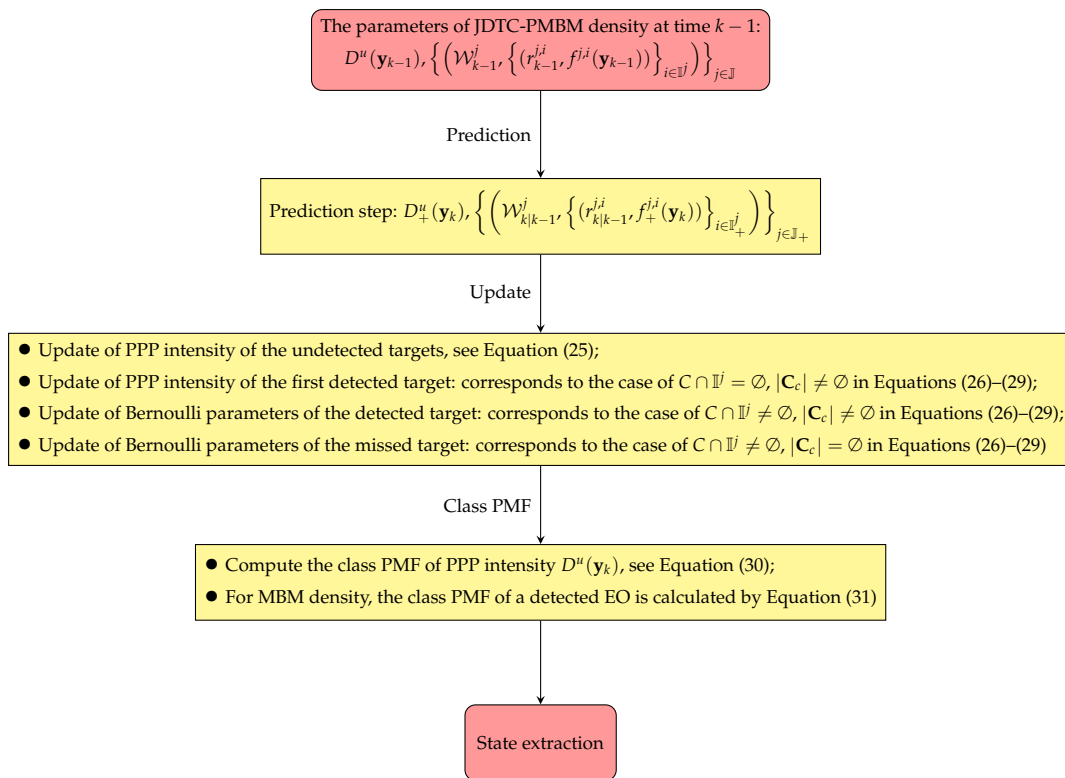 The parameters of JDTC-PMBM density at time k − 1:
D^u(𝐲_{k−1}), {(𝒲^j_{k−1}, {(r^{j,i}_{k−1}, f^{j,i}(𝐲_{k−1}))}_{i∈𝕀^j})}_{j∈𝕁}
Prediction
Prediction step: D^u_+(𝐲_k), {(𝒲^j_{k|k−1}, {(r^{j,i}_{k|k−1}, f^{j,i}_+(𝐲_k))}_{i∈𝕀^j_+})}_{j∈𝕁_+}
Update
● Update of PPP intensity of the undetected targets, see Equation (25);
● Update of PPP intensity of the first detected target: corresponds to the case of C ∩ 𝕀^j = ∅, |𝐂_c| ≠ ∅ in Equations (26)–(29);
● Update of Bernoulli parameters of the detected target: corresponds to the case of C ∩ 𝕀^j ≠ ∅, |𝐂_c| ≠ ∅ in Equations (26)–(29);
● Update of Bernoulli parameters of the missed target: corresponds to the case of C ∩ 𝕀^j ≠ ∅, |𝐂_c| = ∅ in Equations (26)–(29)
Class PMF
● Compute the class PMF of PPP intensity D^u(𝐲_k), see Equation (30);
● For MBM density, the class PMF of a detected EO is calculated by Equation (31)
State extraction